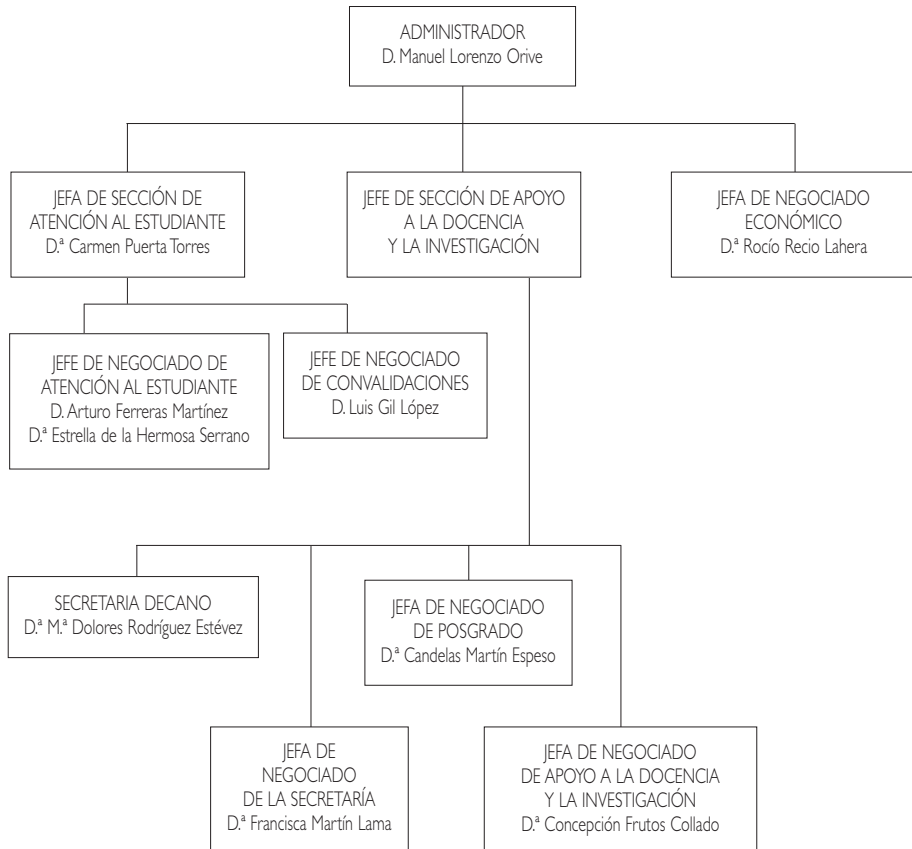 ADMINISTRADOR
D. Manuel Lorenzo Orive
JEFA DE SECCIÓN DE
ATENCIÓN AL ESTUDIANTE
D.ª Carmen Puerta Torres
JEFE DE SECCIÓN DE APOYO
A LA DOCENCIA
Y LA INVESTIGACIÓN
JEFA DE NEGOCIADO
ECONÓMICO
D.ª Rocío Recio Lahera
JEFE DE NEGOCIADO DE
ATENCIÓN AL ESTUDIANTE
D. Arturo Ferreras Martínez
D.ª Estrella de la Hermosa Serrano
JEFE DE NEGOCIADO
DE CONVALIDACIONES
D. Luis Gil López
SECRETARIA DECANO
D.ª M.ª Dolores Rodríguez Estévez
JEFA DE NEGOCIADO
DE POSGRADO
D.ª Candelas Martín Espeso
JEFA DE
NEGOCIADO
DE LA SECRETARÍA
D.ª Francisca Martín Lama
JEFA DE NEGOCIADO
DE APOYO A LA DOCENCIA
Y LA INVESTIGACIÓN
D.ª Concepción Frutos Collado